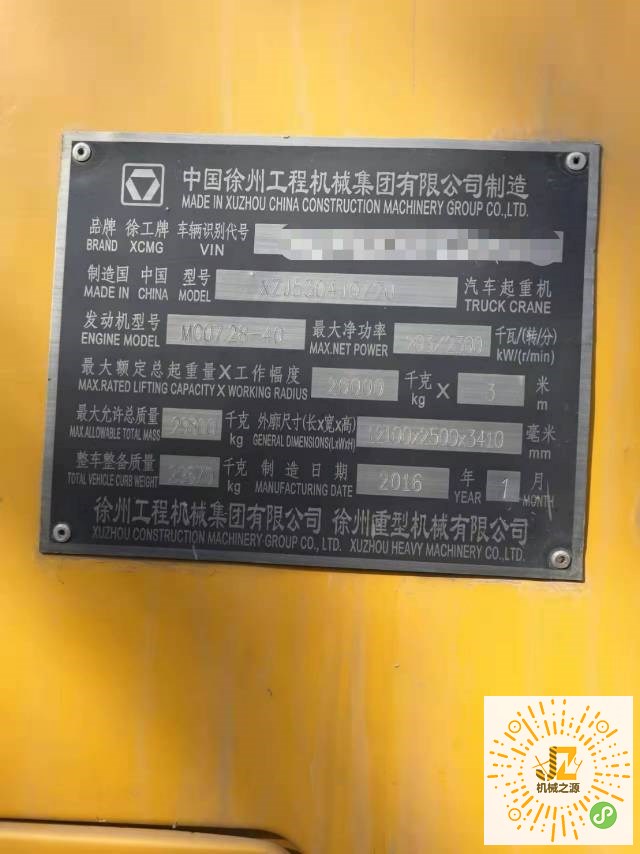 中国徐州工程机械集团有限公司制造
MADE IN XUZHOU CHINA CONSTRUCTION MACHINERY GROUP CO.,LTD.
品牌 徐工牌 车辆识别代号
BRAND XCMG VIN
制造国 中国 型号 汽车起重机
MADE IN CHINA MODEL TRUCK CRANE
发动机型号 最大净功率 千瓦/(转/分)
ENGINE MODEL MAX.NET POWER kW/(r/min)
最大额定总起重量X工作幅度 26000 千克 X 3 米
MAX.RATED LIFTING CAPACITY X WORKING RADIUS kg m
最大允许总质量 千克 外廓尺寸(长x宽x高) 12100x2500x3410 毫米
MAX.ALLOWABLE TOTAL MASS kg GENERAL DIMENSIONS(LxWxH) mm
整车整备质量 千克 制造日期 2016 年 1 月
TOTAL VEHICLE CURB WEIGHT kg MANUFACTURING DATE YEAR MONTH
徐州工程机械集团有限公司 徐州重型机械有限公司
XUZHOU CONSTRUCTION MACHINERY GROUP CO., LTD. XUZHOU HEAVY MACHINERY CO.,LTD.
机械之源